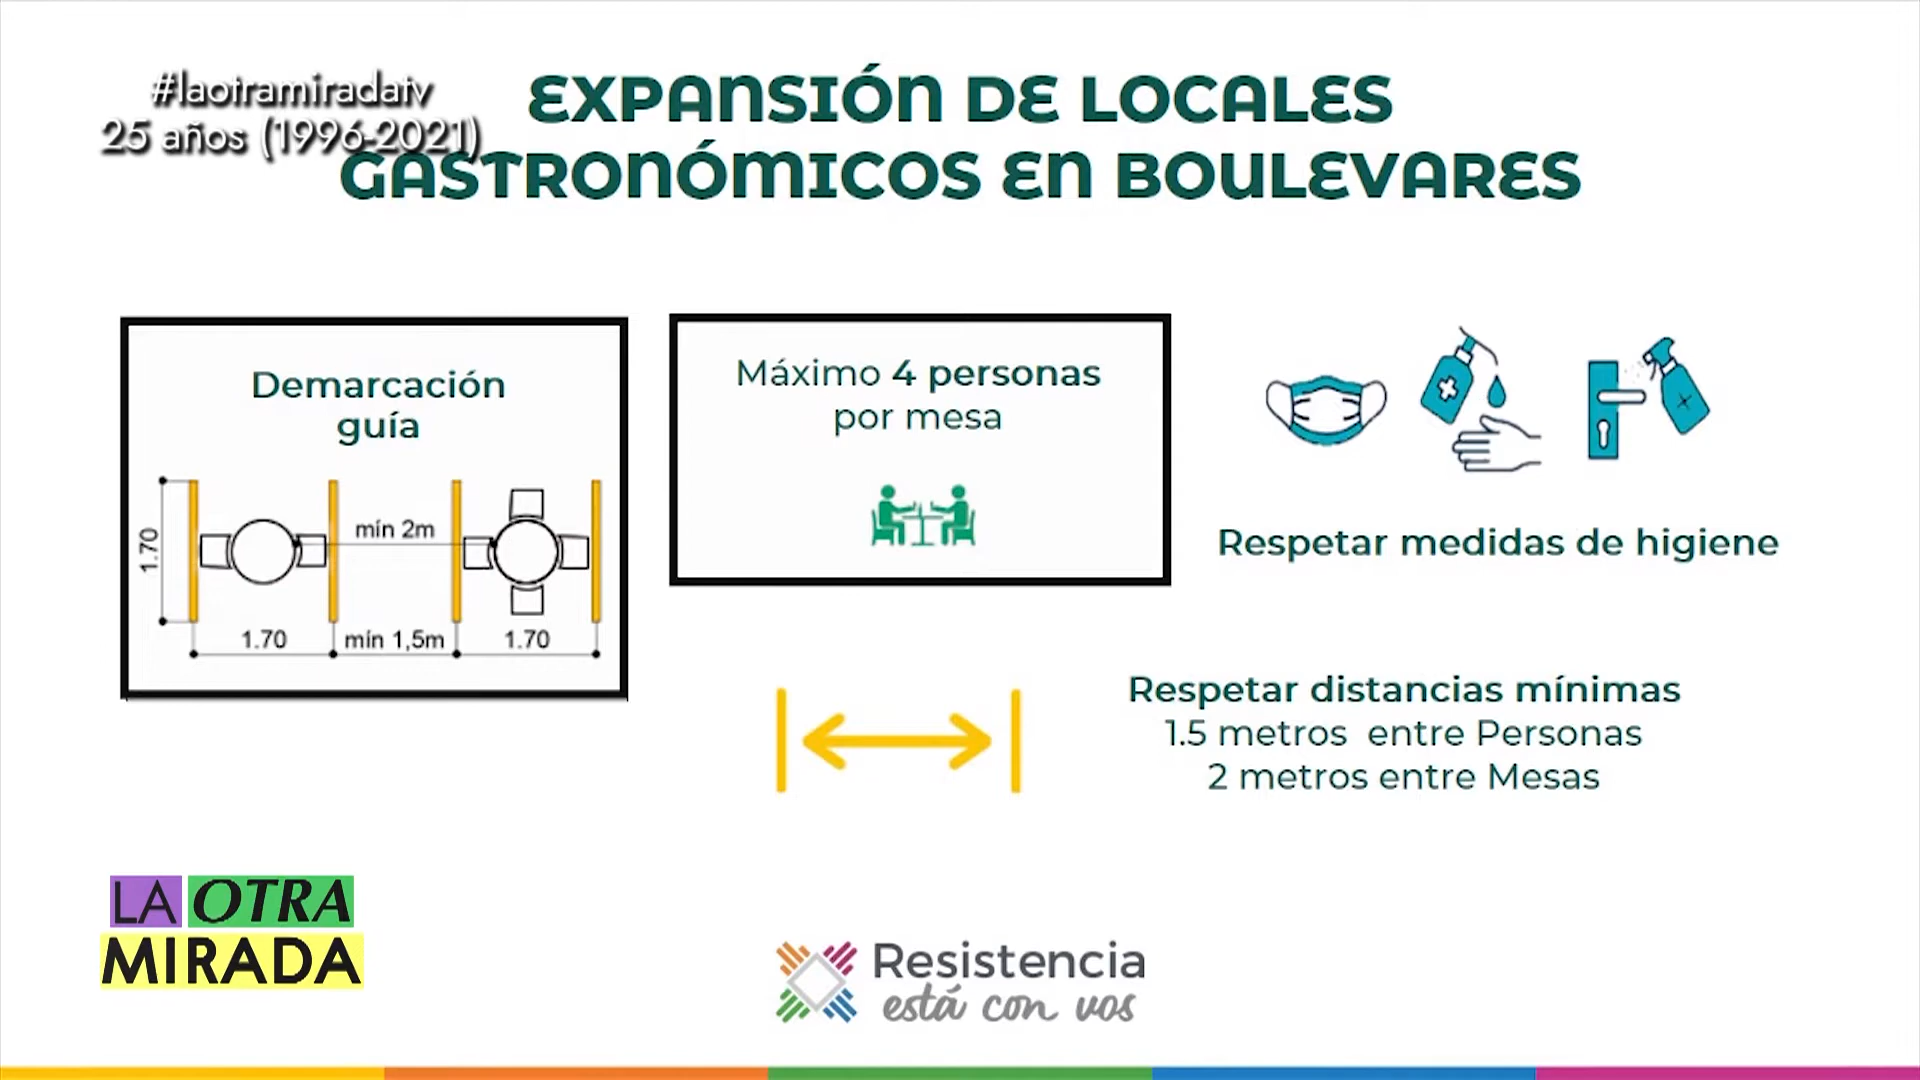 #laotramiradatv
25 años (1996-2021)
EXPANSIÓN DE LOCALES
GASTRONÓMICOS EN BOULEVARES
Demarcación
guía
1.70
mín 2m
1.70
mín 1,5m
1.70
Máximo 4 personas
por mesa
Respetar medidas de higiene
Respetar distancias mínimas
1.5 metros entre Personas
2 metros entre Mesas
LA OTRA
MIRADA
Resistencia
está con vos